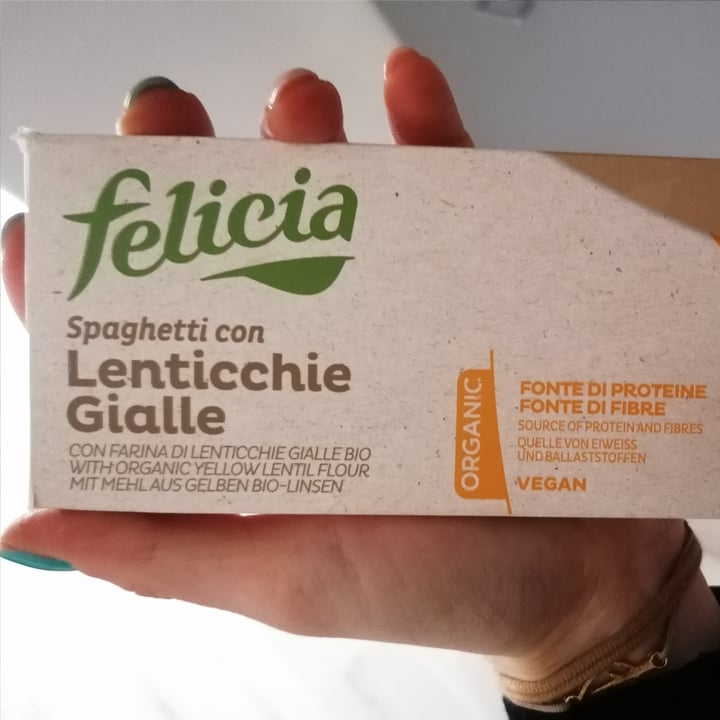 felicia
Spaghetti con
Lenticchie
Gialle
CON FARINA DI LENTICCHIE GIALLE BIO
WITH ORGANIC YELLOW LENTIL FLOUR
MIT MEHL AUS GELBEN BIO-LINSEN
ORGANIC
FONTE DI PROTEINE
FONTE DI FIBRE
SOURCE OF PROTEIN AND FIBRES
QUELLE VON EIWEISS
UND BALLASTSTOFFEN
VEGAN